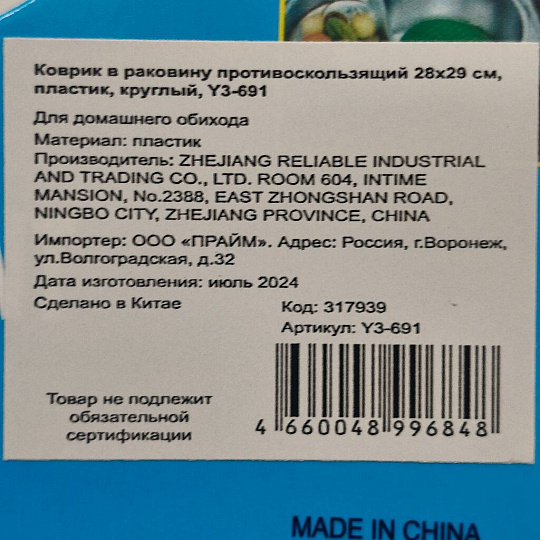 Коврик в раковину противоскользящий 28х29 см,
пластик, круглый, Y3-691
Для домашнего обихода
Материал: пластик
Производитель: ZHEJIANG RELIABLE INDUSTRIAL
AND TRADING CO., LTD. ROOM 604, INTIME
MANSION, No.2388, EAST ZHONGSHAN ROAD,
NINGBO CITY, ZHEJIANG PROVINCE, CHINA
Импортер: ООО «ПРАЙМ». Адрес: Россия, г.Воронеж,
ул.Волгоградская, д.32
Дата изготовления: июль 2024
Сделано в Китае
Код: 317939
Артикул: Y3-691
Товар не подлежит
обязательной
сертификации
4 660048 996848
MADE IN CHINA